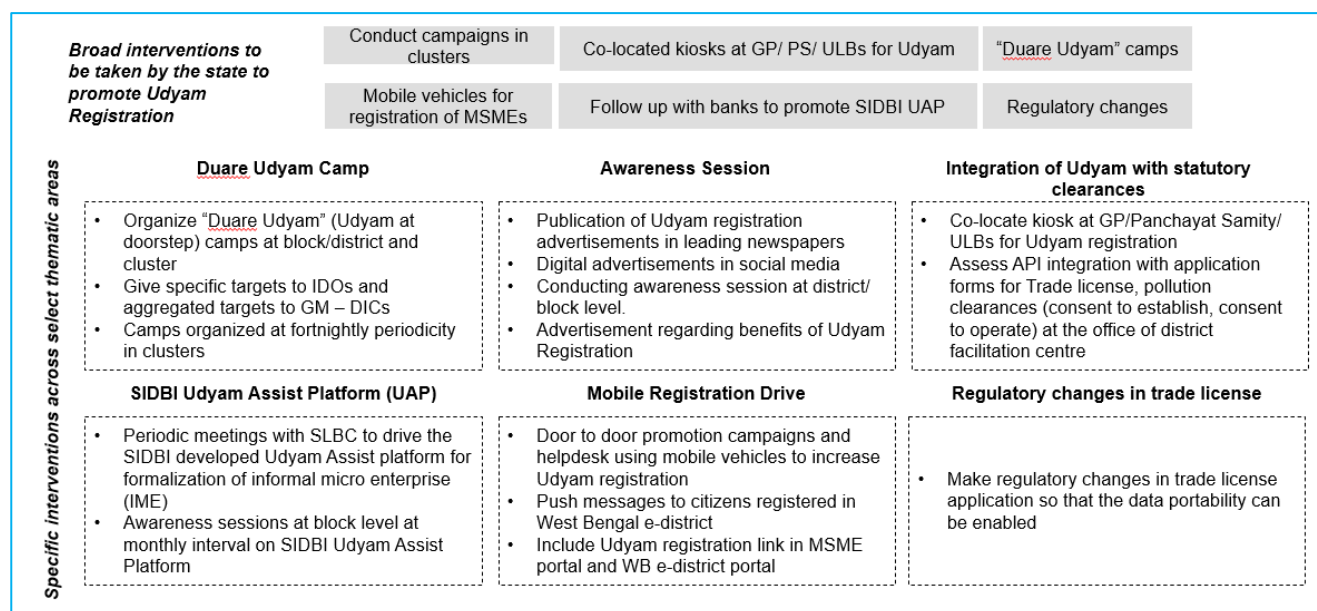 Broad interventions to
be taken by the state to
promote Udyam
Registration
Conduct campaigns in
clusters
Co-located kiosks at GP/ PS/ ULBs for Udyam
“Duare Udyam” camps
Mobile vehicles for
registration of MSMEs
Follow up with banks to promote SIDBI UAP
Regulatory changes
Specific interventions across select thematic areas
Duare Udyam Camp
• Organize “Duare Udyam” (Udyam at
doorstep) camps at block/district and
cluster
• Give specific targets to IDOs and
aggregated targets to GM – DICs
• Camps organized at fortnightly periodicity
in clusters
Awareness Session
• Publication of Udyam registration
advertisements in leading newspapers
• Digital advertisements in social media
• Conducting awareness session at district/
block level.
• Advertisement regarding benefits of Udyam
Registration
Integration of Udyam with statutory
clearances
• Co-locate kiosk at GP/Panchayat Samity/
ULBs for Udyam registration
• Assess API integration with application
forms for Trade license, pollution
clearances (consent to establish, consent
to operate) at the office of district
facilitation centre
SIDBI Udyam Assist Platform (UAP)
• Periodic meetings with SLBC to drive the
SIDBI developed Udyam Assist platform for
formalization of informal micro enterprise
(IME)
• Awareness sessions at block level at
monthly interval on SIDBI Udyam Assist
Platform
Mobile Registration Drive
• Door to door promotion campaigns and
helpdesk using mobile vehicles to increase
Udyam registration
• Push messages to citizens registered in
West Bengal e-district
• Include Udyam registration link in MSME
portal and WB e-district portal
Regulatory changes in trade license
• Make regulatory changes in trade license
application so that the data portability can
be enabled